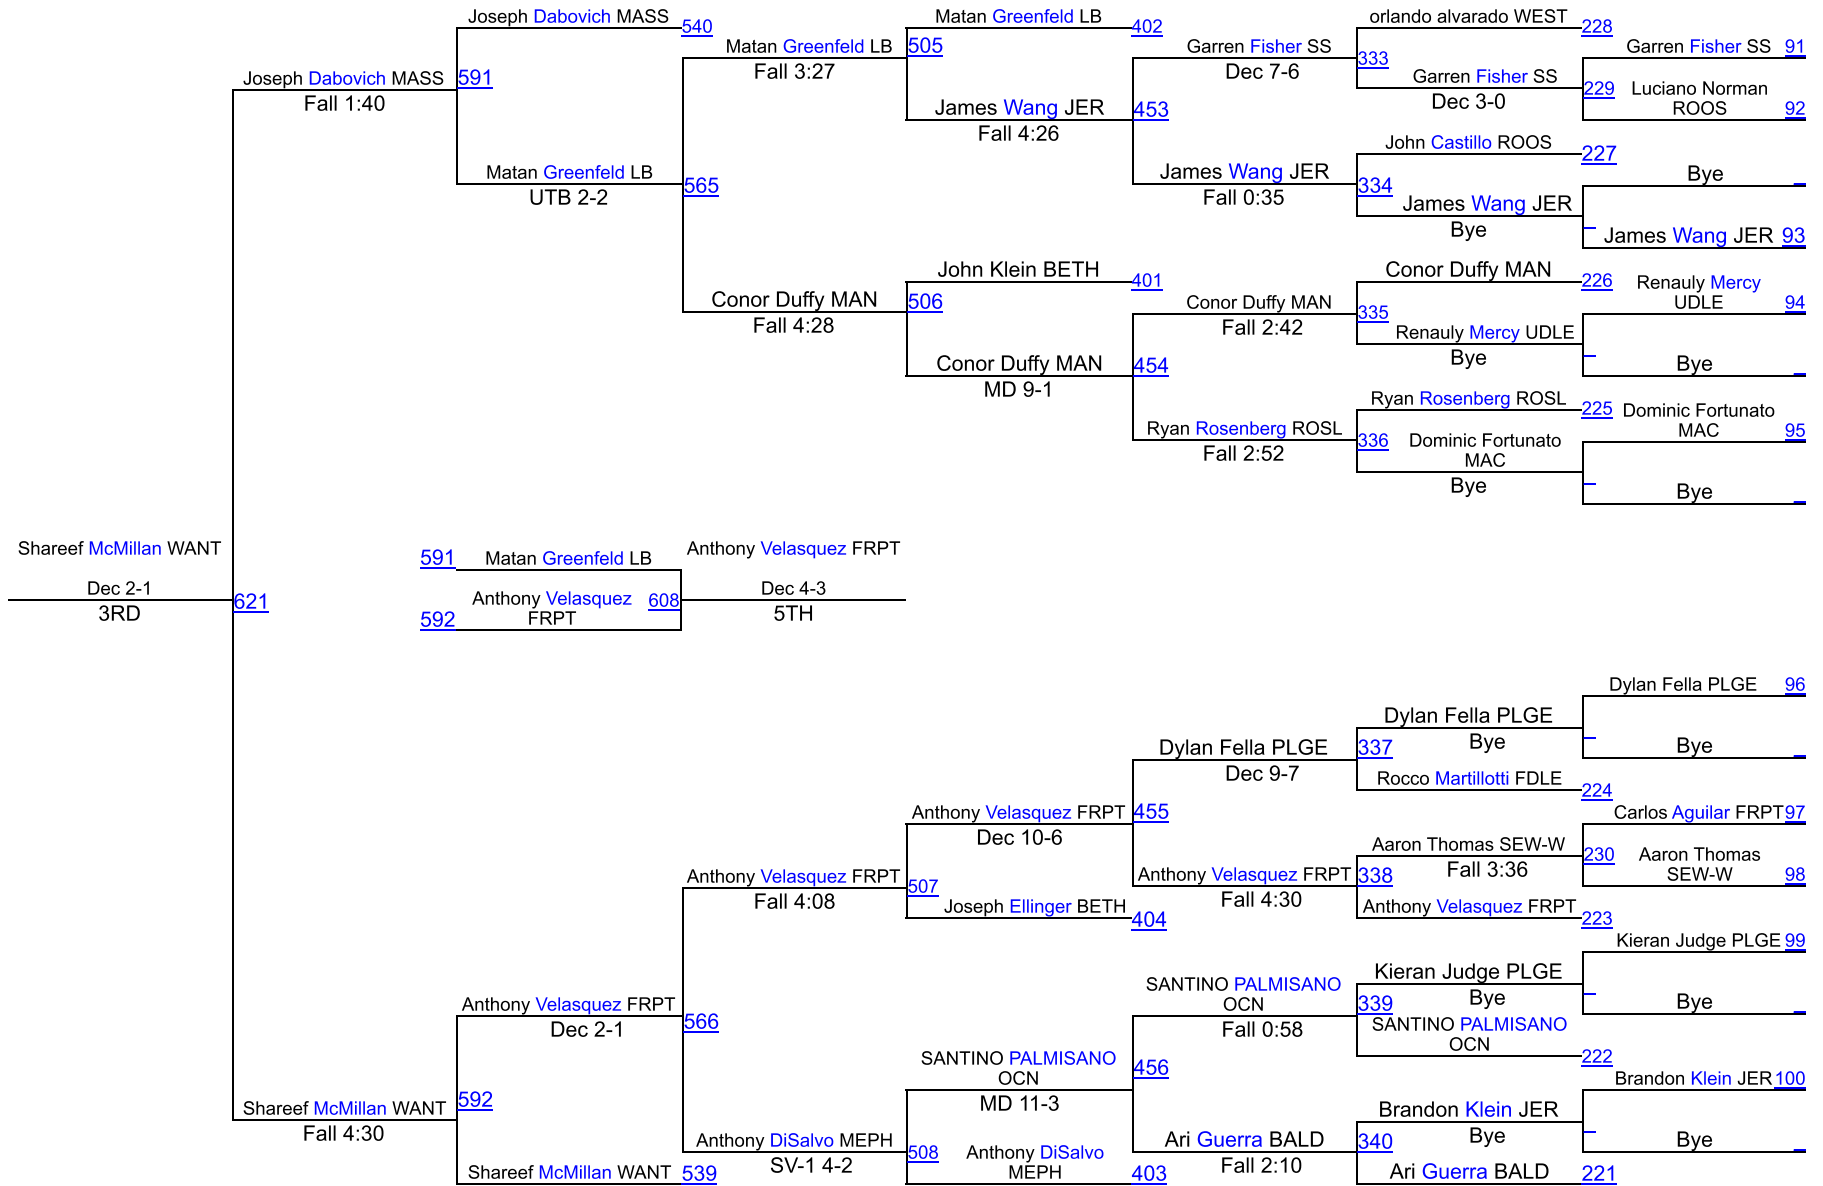 Joseph Dabovich MASS
540
Matan Greenfeld LB
402
orlando alvarado WEST
228
Matan Greenfeld LB
505
Garren Fisher SS
Garren Fisher SS 91
Joseph Dabovich MASS
591
Fall 3:27
Dec 7-6
333
Garren Fisher SS
229
Luciano Norman
ROOS
92
Fall 1:40
James Wang JER
453
Dec 3-0
Fall 4:26
John Castillo ROOS
227
Matan Greenfeld LB
565
James Wang JER
334
Bye
UTB 2-2
Fall 0:35
James Wang JER
Bye
James Wang JER 93
John Klein BETH
401
Conor Duffy MAN
226
Renauly Mercy
UDLE
94
Conor Duffy MAN
506
Conor Duffy MAN
335
Fall 4:28
Fall 2:42
Renauly Mercy UDLE
Bye
Bye
Conor Duffy MAN
454
MD 9-1
Ryan Rosenberg ROSL
225
Dominic Fortunato
MAC
95
Ryan Rosenberg ROSL
336
Dominic Fortunato
MAC
Fall 2:52
Bye
Bye
Shareef McMillan WANT
591
Matan Greenfeld LB
Anthony Velasquez FRPT
Dec 2-1
621
592
Anthony Velasquez
FRPT
608
Dec 4-3
3RD
5TH
Dylan Fella PLGE
96
Dylan Fella PLGE
Bye
Bye
Dylan Fella PLGE
337
Dec 9-7
Rocco Martillotti FDLE
224
Anthony Velasquez FRPT
455
Carlos Aguilar FRPT 97
Dec 10-6
Aaron Thomas SEW-W
230
Aaron Thomas
SEW-W
98
Anthony Velasquez FRPT
507
Anthony Velasquez FRPT
338
Fall 3:36
Fall 4:08
Joseph Ellinger BETH
404
Fall 4:30
Anthony Velasquez FRPT
223
Kieran Judge PLGE 99
Kieran Judge PLGE
Bye
Bye
Anthony Velasquez FRPT
566
SANTINO PALMISANO
OCN
339
Dec 2-1
Fall 0:58
SANTINO PALMISANO
OCN
222
SANTINO PALMISANO
OCN
456
Brandon Klein JER 100
Shareef McMillan WANT
592
MD 11-3
Brandon Klein JER
Fall 4:30
Bye
Bye
Anthony DiSalvo MEPH
508
Ari Guerra BALD
340
SV-1 4-2
Anthony DiSalvo
MEPH
403
Fall 2:10
Shareef McMillan WANT
539
Ari Guerra BALD
221